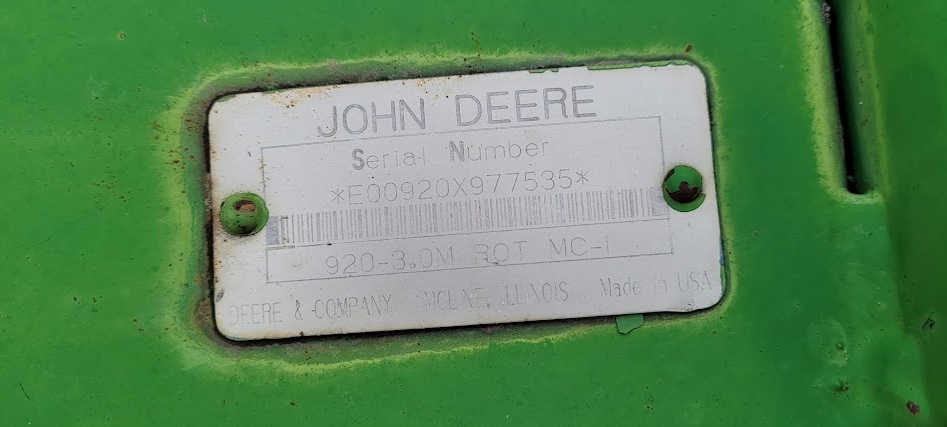 JOHN DEERE
Serial Number
*E00920X977535*
920-3.0M ROT MC-I
DEERE & COMPANY MOLINE, ILLINOIS Made in USA